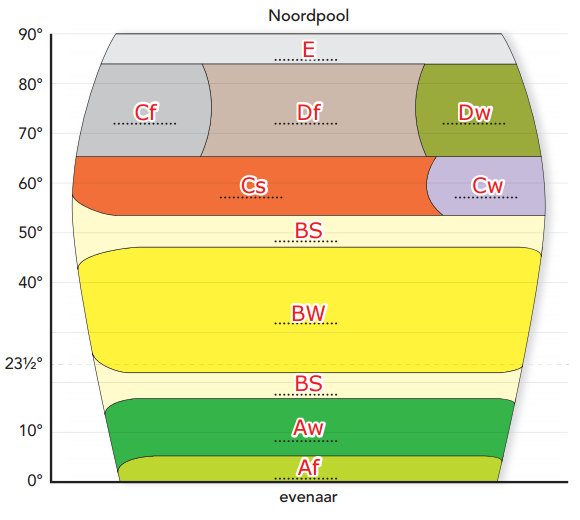 Noordpool
90°
E
80°
Cf Df Dw
70°
60°
Cs Cw
50°
BS
40°
BW
23½°
BS
10°
Aw
Af
0°
evenaar